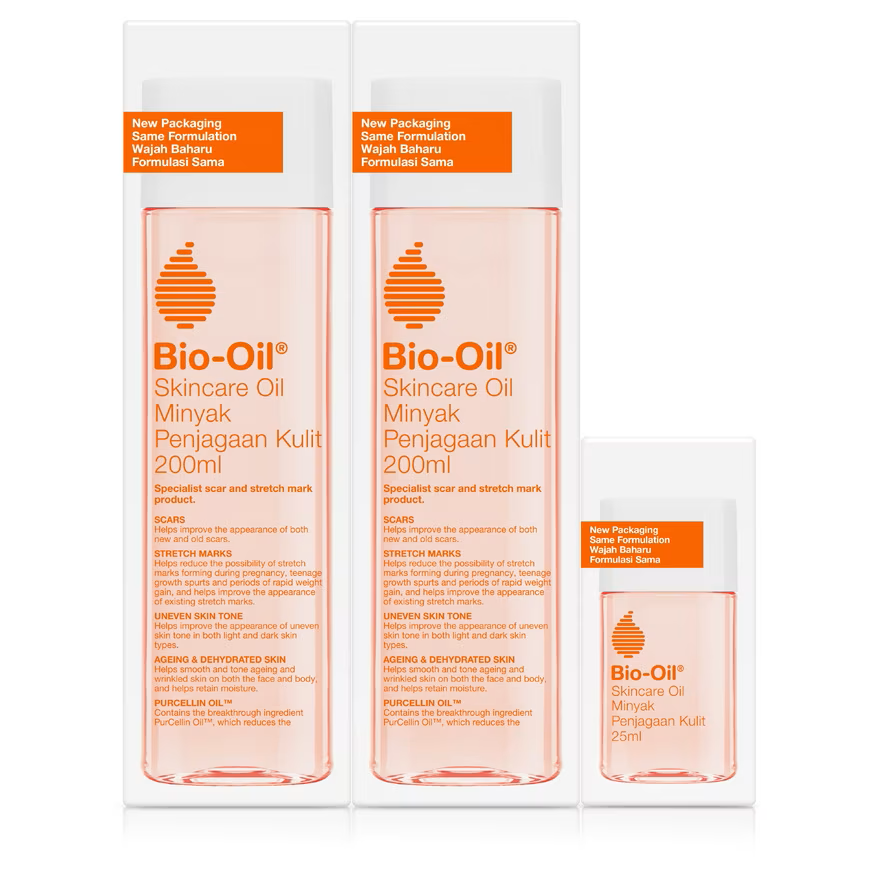 New Packaging
Same Formulation
Wajah Baharu
Formulasi Sama
Bio-Oil®
Skincare Oil
Minyak
Penjagaan Kulit
200ml
Specialist scar and stretch mark
product.
SCARS
Helps improve the appearance of both
new and old scars.
STRETCH MARKS
Helps reduce the possibility of stretch
marks forming during pregnancy, teenage
growth spurts and periods of rapid weight
gain, and helps improve the appearance
of existing stretch marks.
UNEVEN SKIN TONE
Helps improve the appearance of uneven
skin tone in both light and dark skin
types.
AGEING & DEHYDRATED SKIN
Helps smooth and tone ageing and
wrinkled skin on both the face and body,
and helps retain moisture.
PURCELLIN OIL™
Contains the breakthrough ingredient
PurCellin Oil™, which reduces the
New Packaging
Same Formulation
Wajah Baharu
Formulasi Sama
Bio-Oil®
Skincare Oil
Minyak
Penjagaan Kulit
200ml
Specialist scar and stretch mark
product.
SCARS
Helps improve the appearance of both
new and old scars.
STRETCH MARKS
Helps reduce the possibility of stretch
marks forming during pregnancy, teenage
growth spurts and periods of rapid weight
gain, and helps improve the appearance
of existing stretch marks.
UNEVEN SKIN TONE
Helps improve the appearance of uneven
skin tone in both light and dark skin
types.
AGEING & DEHYDRATED SKIN
Helps smooth and tone ageing and
wrinkled skin on both the face and body,
and helps retain moisture.
PURCELLIN OIL™
Contains the breakthrough ingredient
PurCellin Oil™, which reduces the
New Packaging
Same Formulation
Wajah Baharu
Formulasi Sama
Bio-Oil®
Skincare Oil
Minyak
Penjagaan Kulit
25ml